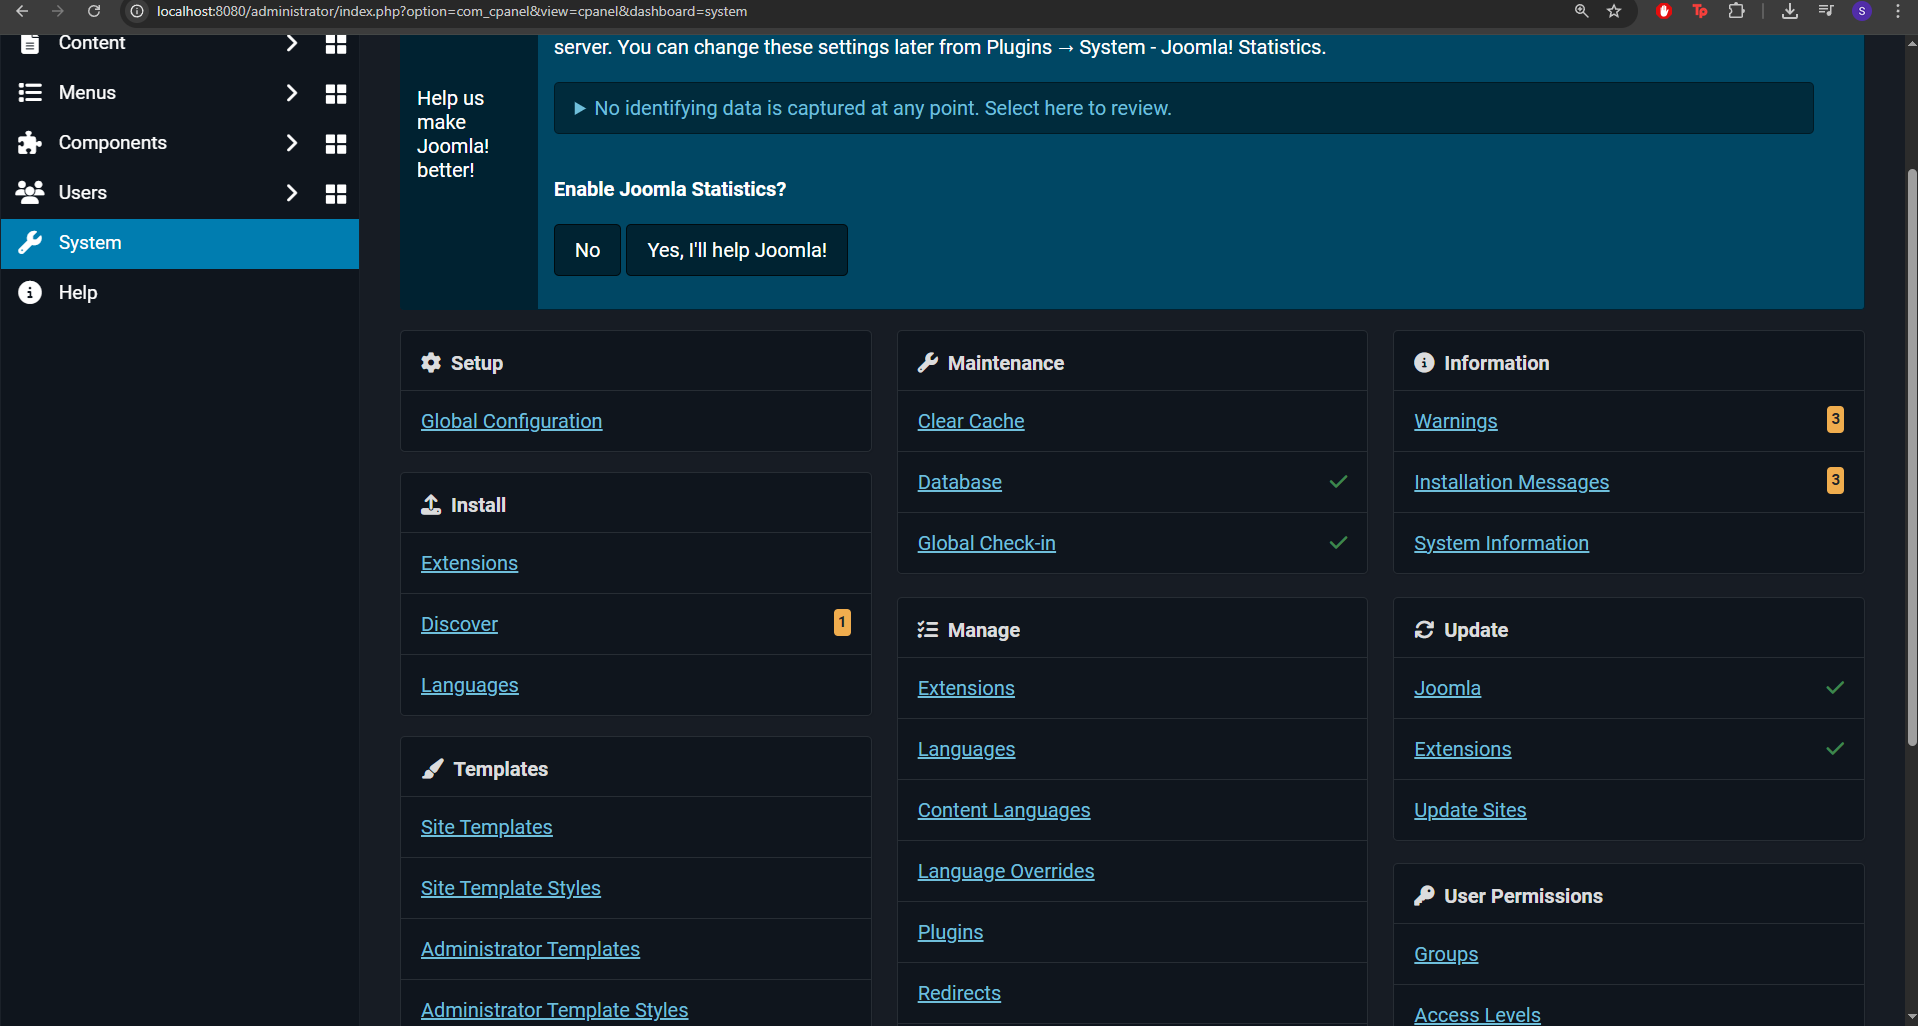 localhost:8080/administrator/index.php?option=com_cpanel&view=cpanel&dashboard=system
Tp
S
Content
Menus
Components
Users
System
Help
Help us
make
Joomla!
better!
server. You can change these settings later from Plugins → System - Joomla! Statistics.
▶ No identifying data is captured at any point. Select here to review.
Enable Joomla Statistics?
No
Yes, I'll help Joomla!
Setup
Global Configuration
Install
Extensions
Discover 1
Languages
Templates
Site Templates
Site Template Styles
Administrator Templates
Administrator Template Styles
Maintenance
Clear Cache
Database
Global Check-in
Manage
Extensions
Languages
Content Languages
Language Overrides
Plugins
Redirects
Information
Warnings 3
Installation Messages 3
System Information
Update
Joomla
Extensions
Update Sites
User Permissions
Groups
Access Levels